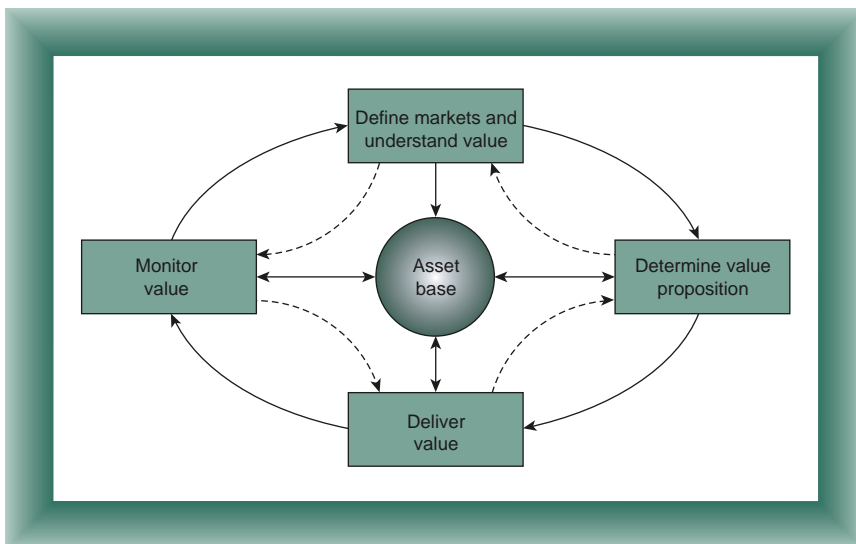 Define markets and
understand value
Monitor
value
Asset
base
Determine value
proposition
Deliver
value